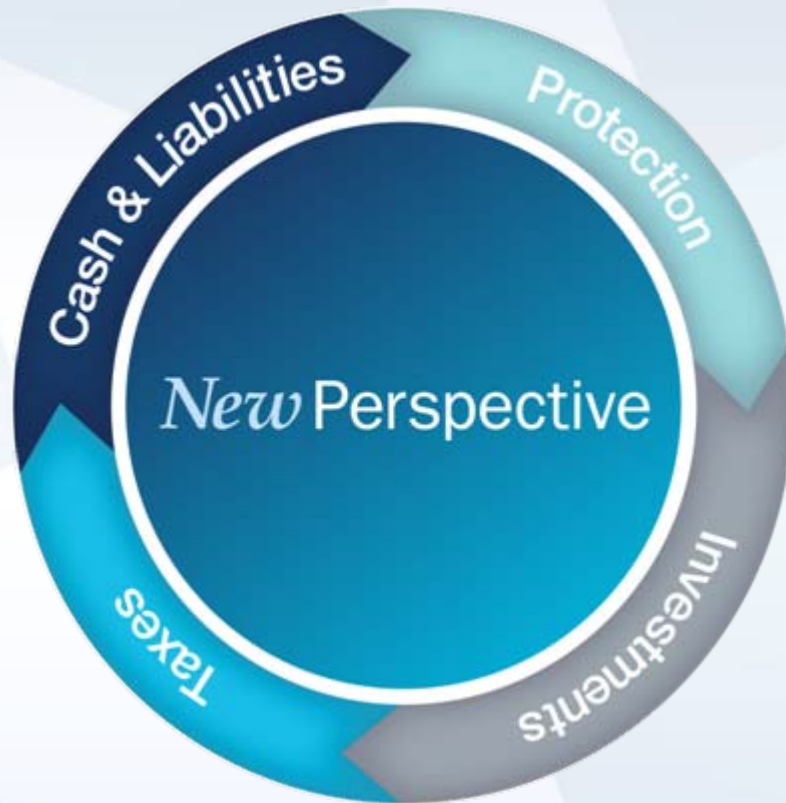 Cash & Liabilities
Protection
New Perspective
Investments
Taxes